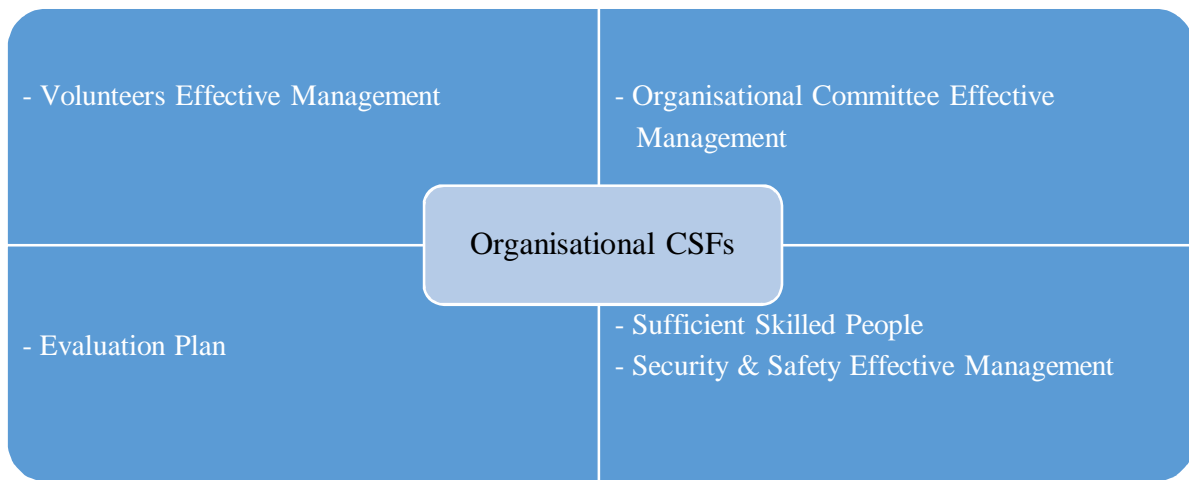 - Volunteers Effective Management
- Organisational Committee Effective
Management
Organisational CSFs
- Evaluation Plan
- Sufficient Skilled People
- Security & Safety Effective Management